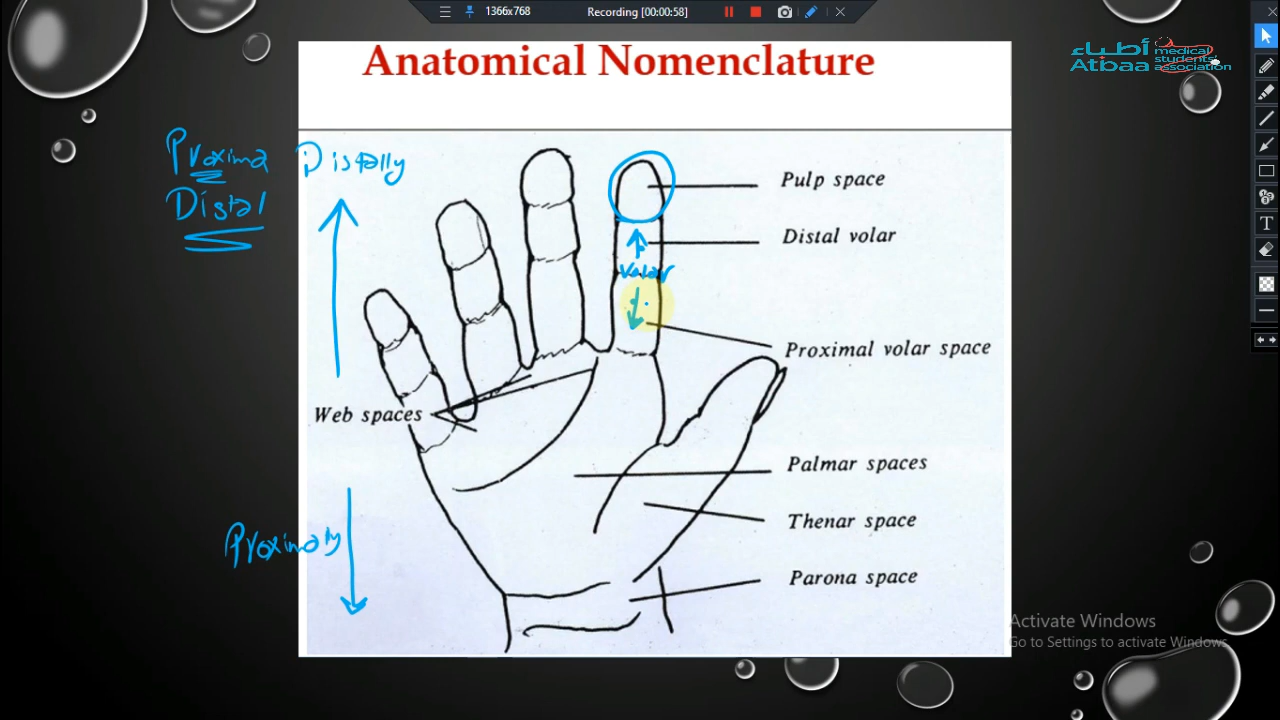 1366x768
Recording [00:00:58]
Anatomical Nomenclature
أطباء medical
Atibaa students'
association
Proxima Distally
Distal
Pulp space
Distal volar
Volar
Proximal volar space
Web spaces
Palmar spaces
Thenar space
Proximaly
Parona space
Activate Windows
Go to Settings to activate Windows.
T